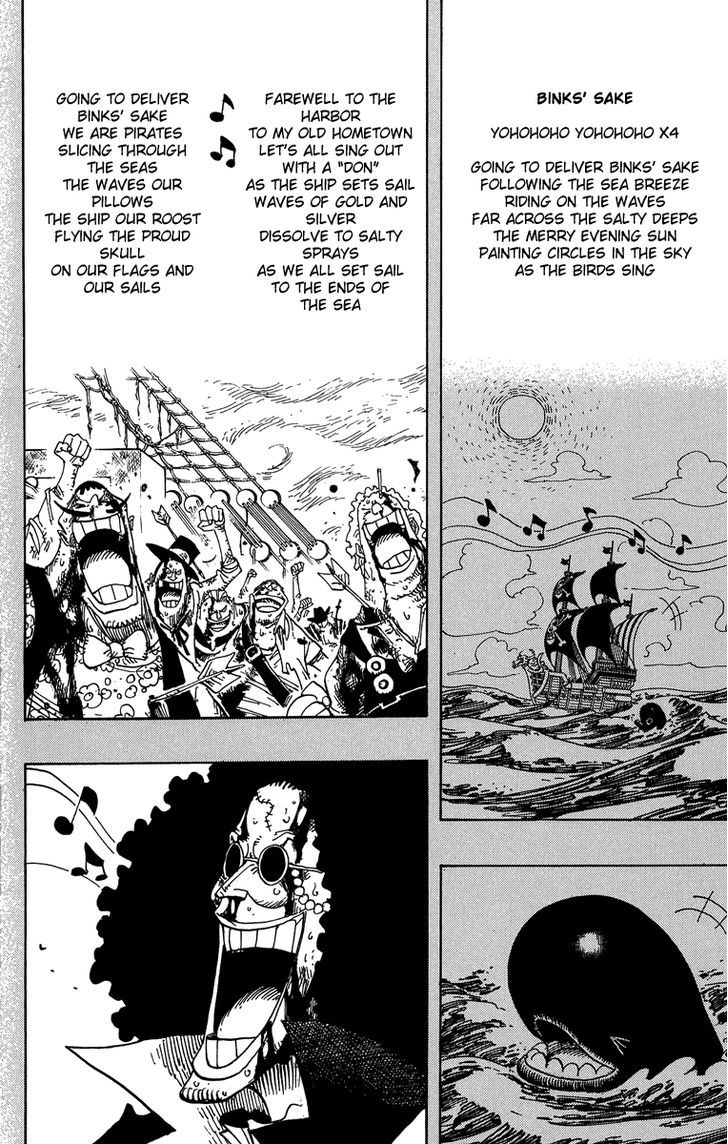 BINKS' SAKE
YOHOHOHO YOHOHOHO X4
GOING TO DELIVER BINKS' SAKE
FOLLOWING THE SEA BREEZE
RIDING ON THE WAVES
FAR ACROSS THE SALTY DEEPS
THE MERRY EVENING SUN
PAINTING CIRCLES IN THE SKY
AS THE BIRDS SING
FAREWELL TO THE
HARBOR
TO MY OLD HOMETOWN
LET'S ALL SING OUT
WITH A "DON"
AS THE SHIP SETS SAIL
WAVES OF GOLD AND
SILVER
DISSOLVE TO SALTY
SPRAYS
AS WE ALL SET SAIL
TO THE ENDS OF
THE SEA
GOING TO DELIVER
BINKS' SAKE
WE ARE PIRATES
SLICING THROUGH
THE SEAS
THE WAVES OUR
PILLOWS
THE SHIP OUR ROOST
FLYING THE PROUD
SKULL
ON OUR FLAGS AND
OUR SAILS